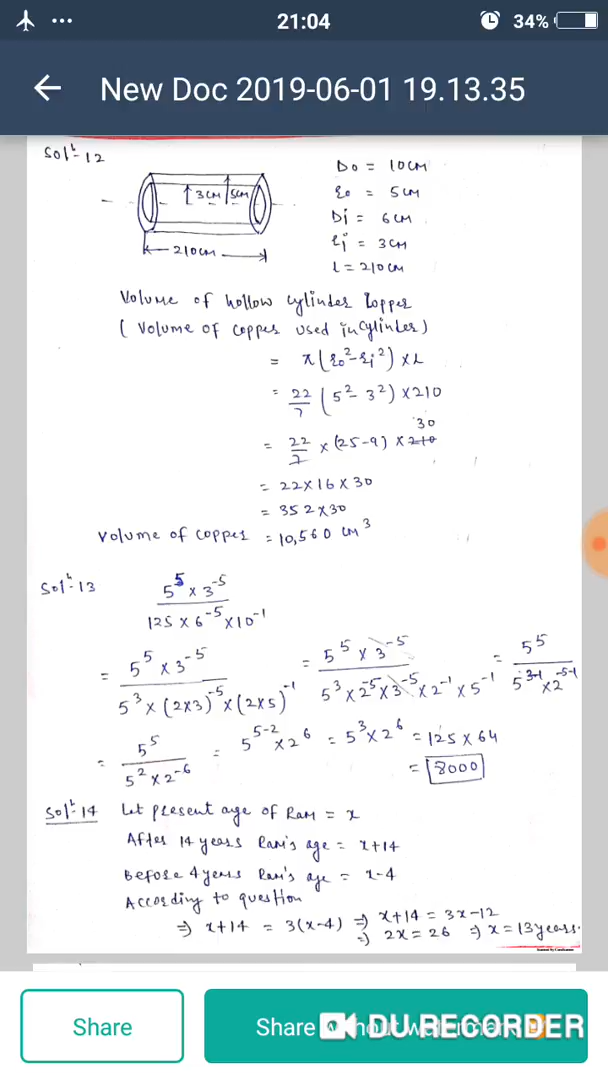 21:04
34%
New Doc 2019-06-01 19.13.35
Solⁿ-12
3cm 5cm
210cm
Do = 10cm
ro = 5cm
Di = 6cm
ri = 3cm
l = 210cm
Volume of hollow cylinder copper
(Volume of copper used in cylinder)
= π(ro²-ri²)×L
= 22/7 (5²-3²)×210
30
= 22/7 × (25-9) × 210
= 22×16×30
= 352×30
Volume of copper = 10,560 cm³
Solⁿ-13
5⁵ × 3⁻⁵ / 125 × 6⁻⁵ × 10⁻¹
= 5⁵ × 3⁻⁵ / 5³ × (2×3)⁻⁵ × (2×5)⁻¹ = 5⁵ × 3⁻⁵ / 5³ × 2⁻⁵ × 3⁻⁵ × 2⁻¹ × 5⁻¹ = 5⁵ / 5³⁻¹ × 2⁻⁵⁻¹
= 5⁵ / 5² × 2⁻⁶ = 5⁵⁻² × 2⁶ = 5³ × 2⁶ = 125 × 64
= 8000
Solⁿ-14 Let present age of Ram = x
After 14 years Ram's age = x+14
Before 4 years Ram's age = x-4
According to question
⇒ x+14 = 3(x-4) ⇒ x+14 = 3x-12
⇒ 2x = 26 ⇒ x = 13 years.
Share
Share without watermark
DU RECORDER